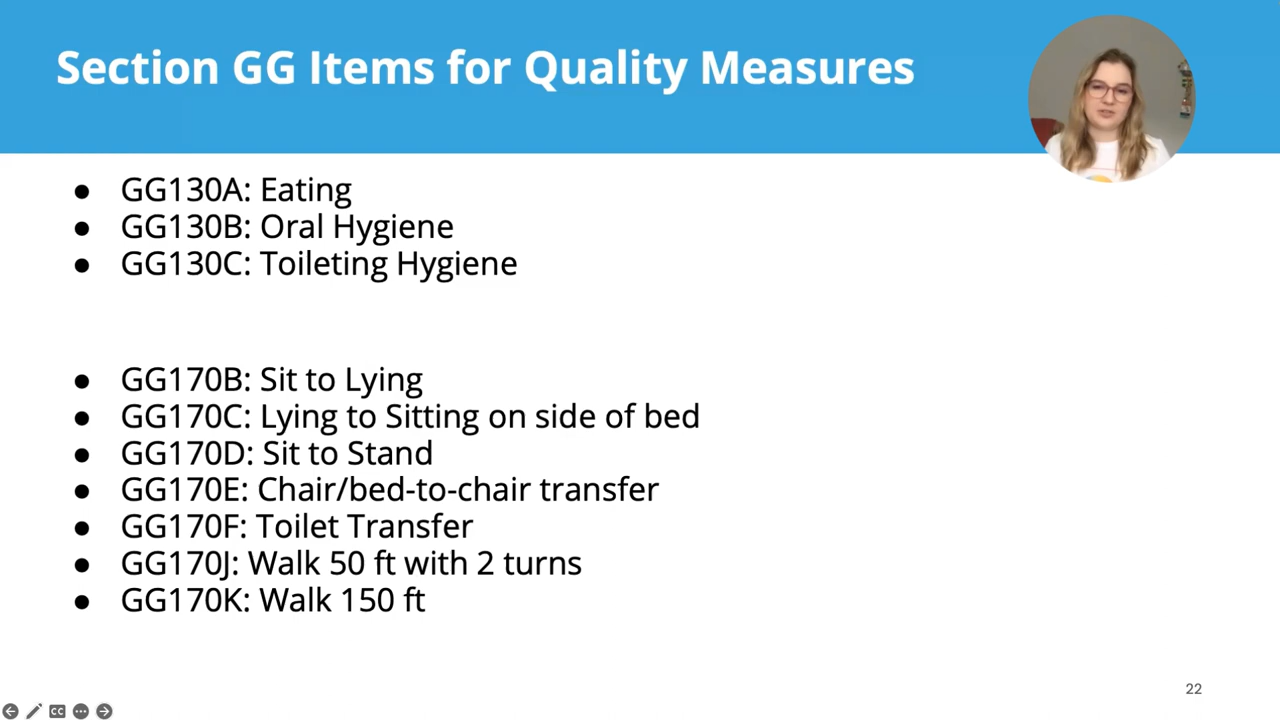 Section GG Items for Quality Measures
● GG130A: Eating
● GG130B: Oral Hygiene
● GG130C: Toileting Hygiene
● GG170B: Sit to Lying
● GG170C: Lying to Sitting on side of bed
● GG170D: Sit to Stand
● GG170E: Chair/bed-to-chair transfer
● GG170F: Toilet Transfer
● GG170J: Walk 50 ft with 2 turns
● GG170K: Walk 150 ft
22
CC